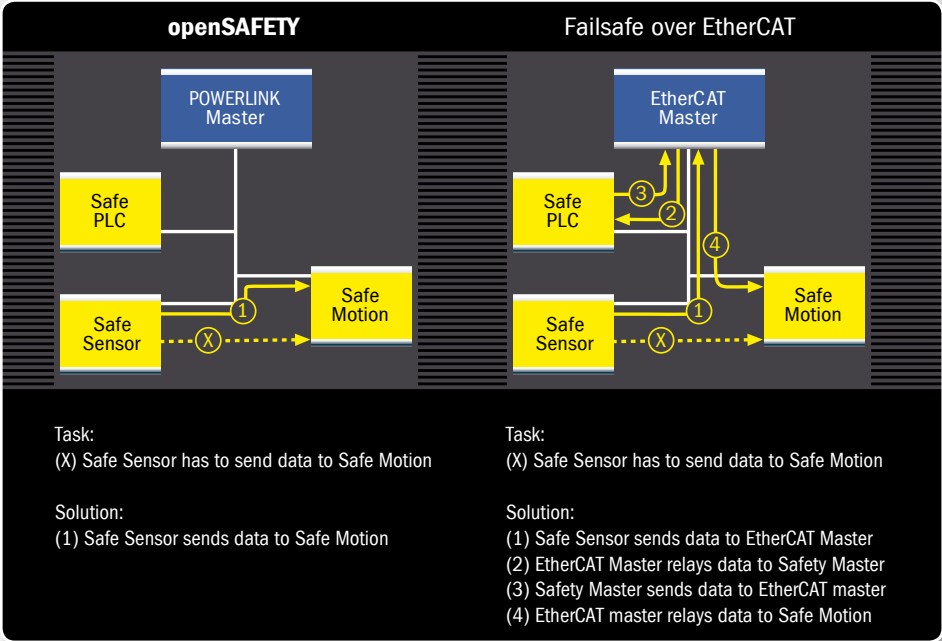 openSAFETY
POWERLINK
Master
Safe
PLC
Safe
Sensor
Safe
Motion
1
X
Task:
(X) Safe Sensor has to send data to Safe Motion
Solution:
(1) Safe Sensor sends data to Safe Motion
Failsafe over EtherCAT
EtherCAT
Master
Safe
PLC
3
2
4
Safe
Sensor
Safe
Motion
1
X
Task:
(X) Safe Sensor has to send data to Safe Motion
Solution:
(1) Safe Sensor sends data to EtherCAT Master
(2) EtherCAT Master relays data to Safety Master
(3) Safety Master sends data to EtherCAT master
(4) EtherCAT master relays data to Safe Motion